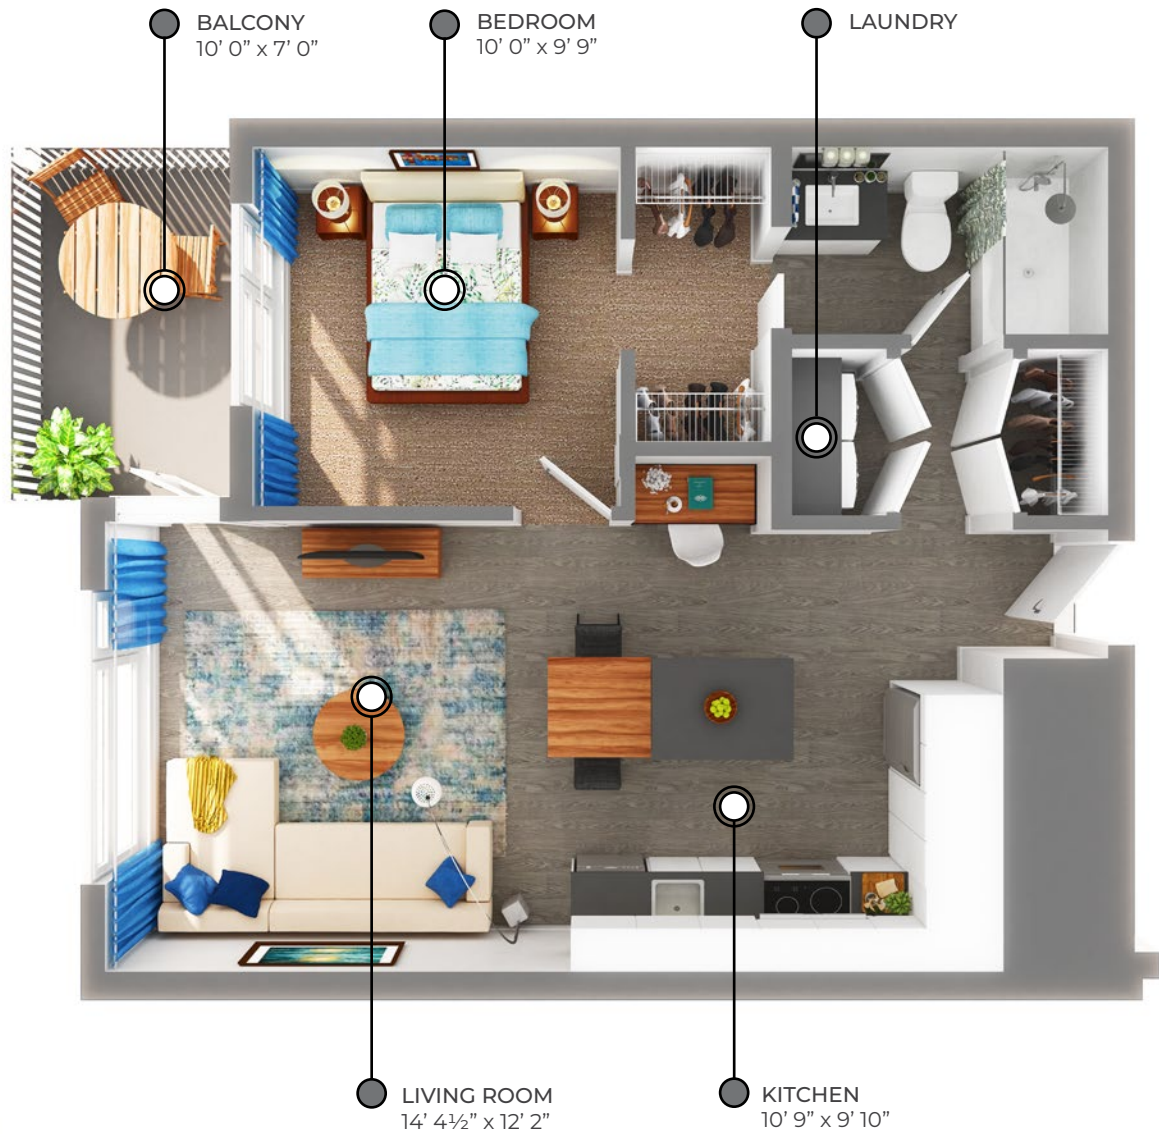 BALCONY
10’ 0” x 7’ 0”
BEDROOM
10’ 0” x 9’ 9”
LAUNDRY
LIVING ROOM
14’ 4½” x 12’ 2”
KITCHEN
10’ 9” x 9’ 10”